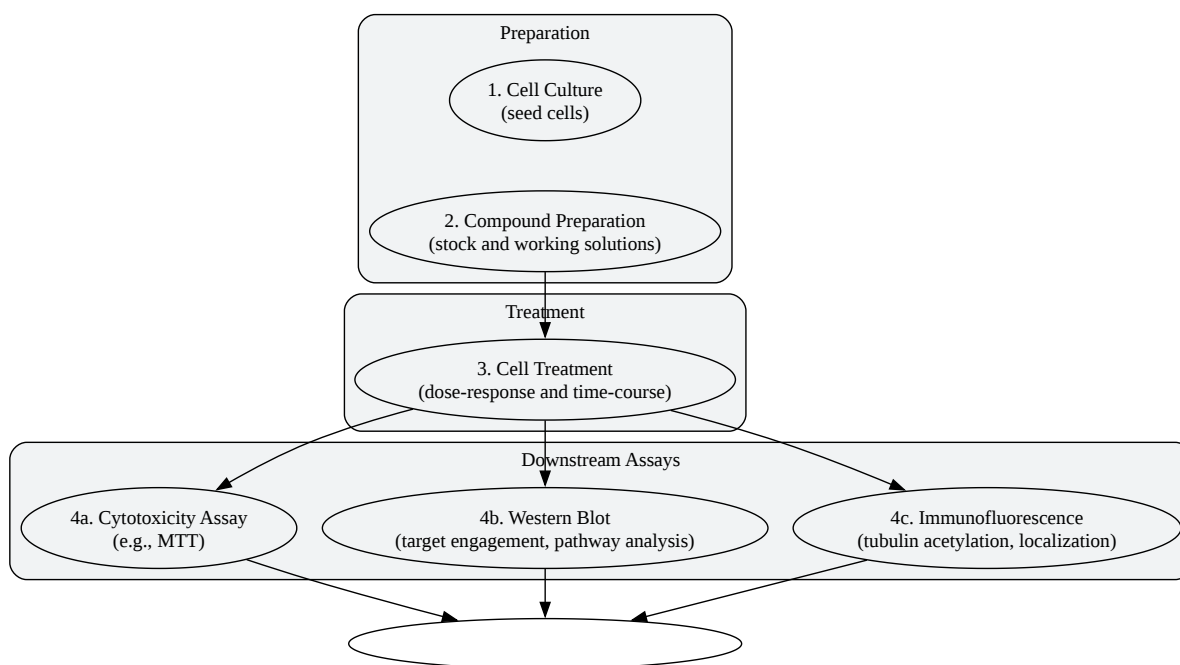 Preparation
1. Cell Culture
(seed cells)
2. Compound Preparation
(stock and working solutions)
Treatment
3. Cell Treatment
(dose-response and time-course)
Downstream Assays
4a. Cytotoxicity Assay
(e.g., MTT)
4b. Western Blot
(target engagement, pathway analysis)
4c. Immunofluorescence
(tubulin acetylation, localization)